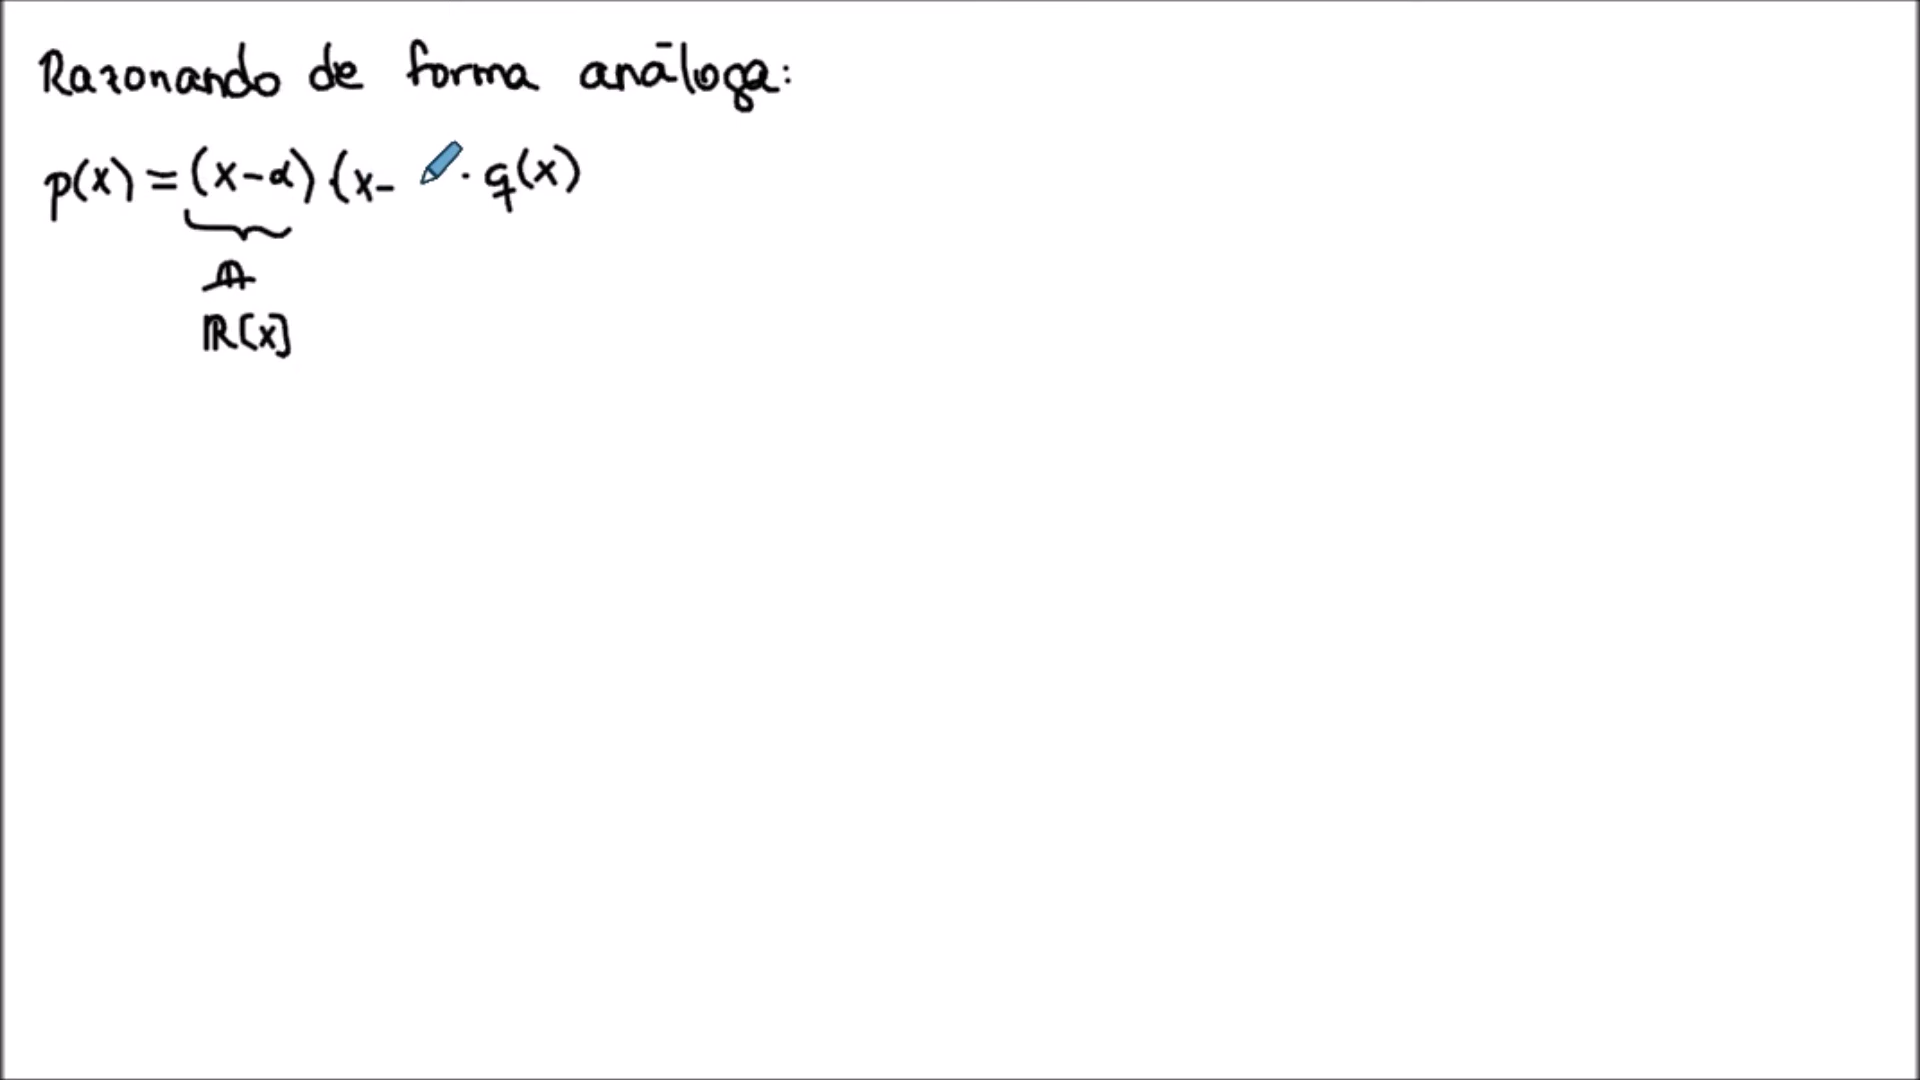 Razonando de forma análoga:
p(x) = (x-α)·(x- · q(x)
ℝ[x]